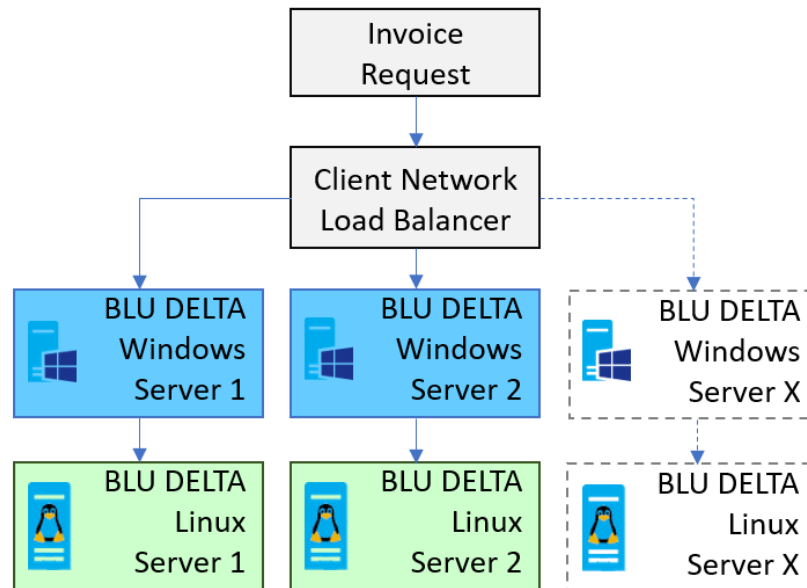 Invoice
Request
Client Network
Load Balancer
BLU DELTA
Windows
Server 1
BLU DELTA
Windows
Server 2
BLU DELTA
Windows
Server X
BLU DELTA
Linux
Server 1
BLU DELTA
Linux
Server 2
BLU DELTA
Linux
Server X